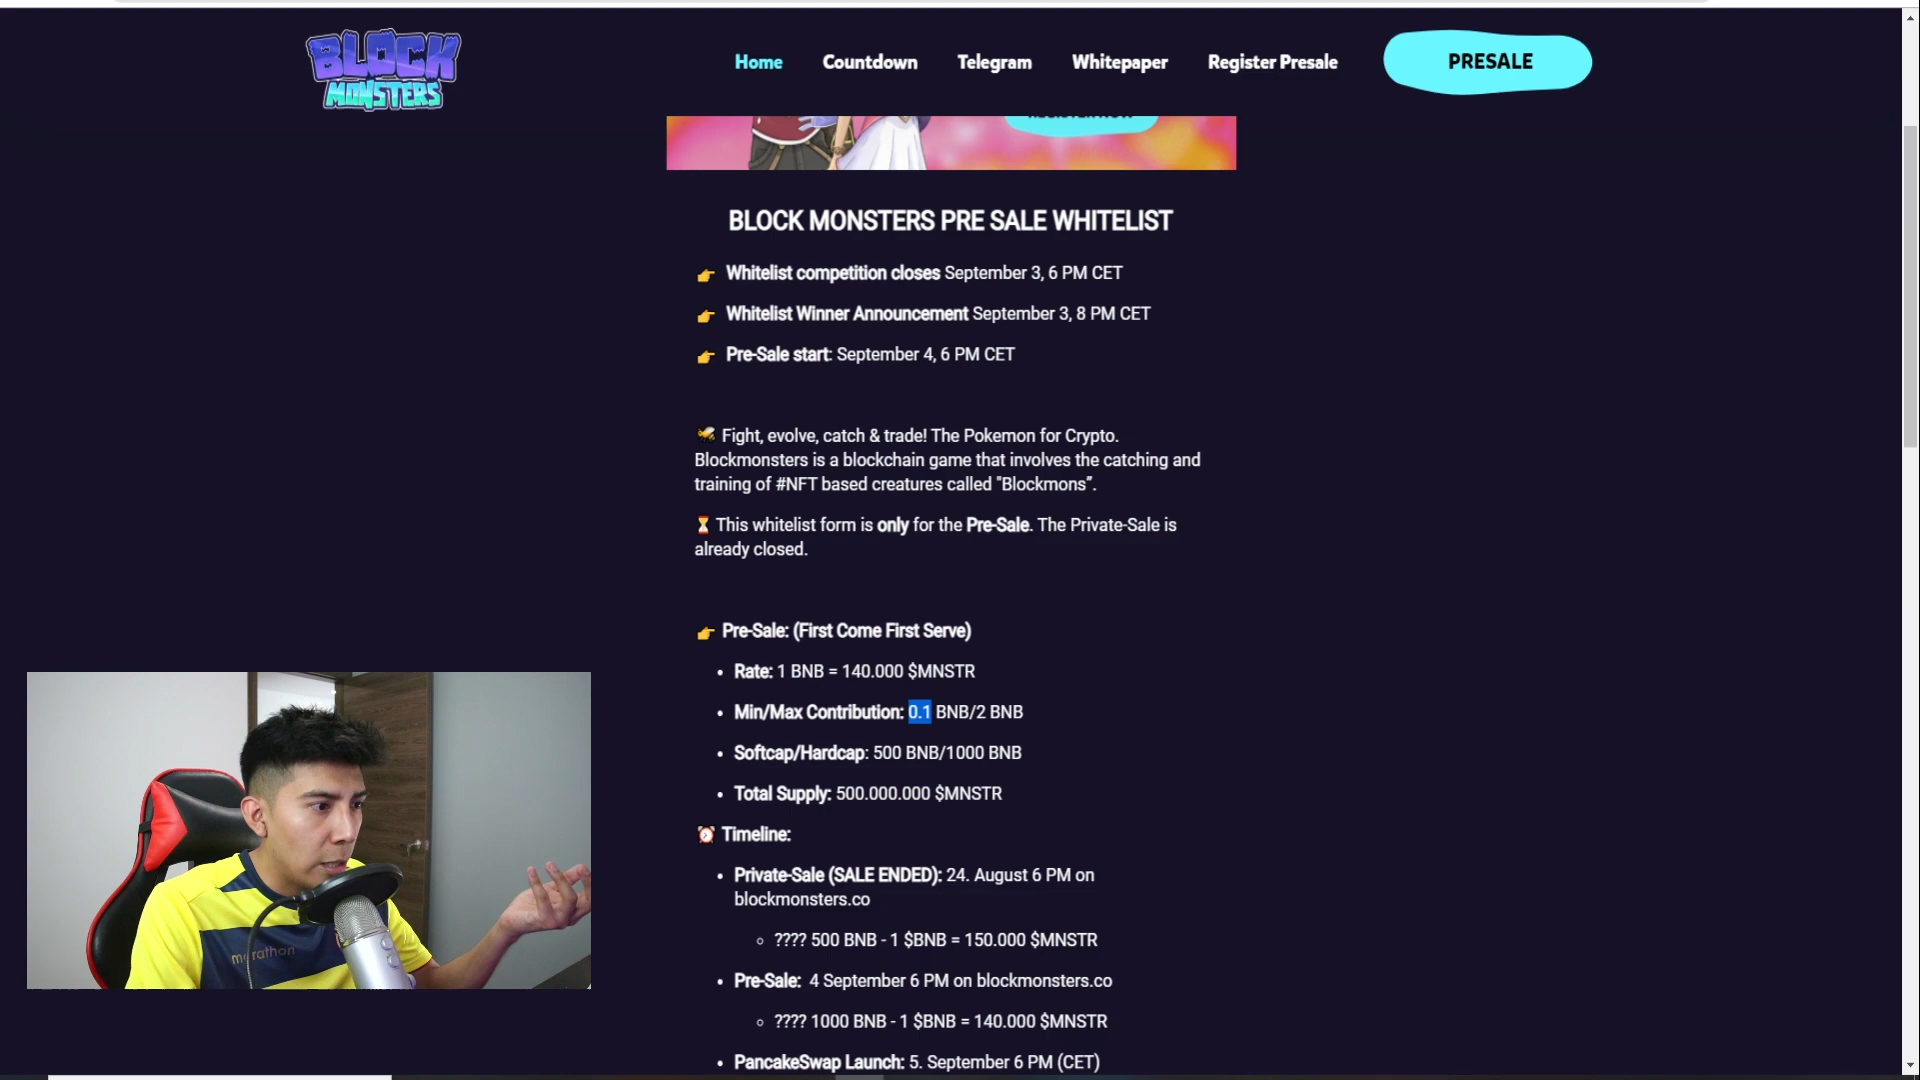 BLOCK
MONSTERS
Home
Countdown
Telegram
Whitepaper
Register Presale
PRESALE
BLOCK MONSTERS PRE SALE WHITELIST
Whitelist competition closes September 3, 6 PM CET
Whitelist Winner Announcement September 3, 8 PM CET
Pre-Sale start: September 4, 6 PM CET
Fight, evolve, catch & trade! The Pokemon for Crypto.
Blockmonsters is a blockchain game that involves the catching and
training of #NFT based creatures called "Blockmons”.
This whitelist form is only for the Pre-Sale. The Private-Sale is
already closed.
Pre-Sale: (First Come First Serve)
• Rate: 1 BNB = 140.000 $MNSTR
• Min/Max Contribution: 0.1 BNB/2 BNB
• Softcap/Hardcap: 500 BNB/1000 BNB
• Total Supply: 500.000.000 $MNSTR
Timeline:
• Private-Sale (SALE ENDED): 24. August 6 PM on
blockmonsters.co
◦ ???? 500 BNB - 1 $BNB = 150.000 $MNSTR
• Pre-Sale: 4 September 6 PM on blockmonsters.co
◦ ???? 1000 BNB - 1 $BNB = 140.000 $MNSTR
• PancakeSwap Launch: 5. September 6 PM (CET)